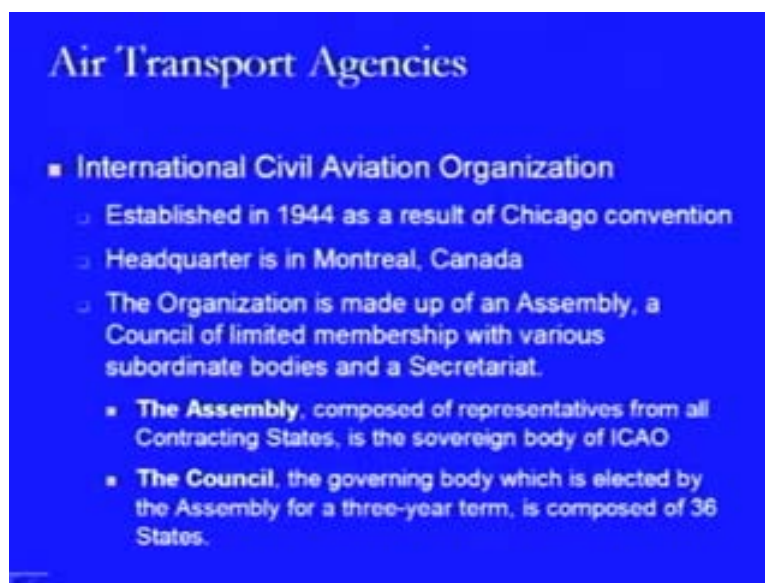 Air Transport Agencies
International Civil Aviation Organization
Established in 1944 as a result of Chicago convention
Headquarter is in Montreal, Canada
The Organization is made up of an Assembly, a
Council of limited membership with various
subordinate bodies and a Secretariat.
The Assembly, composed of representatives from all
Contracting States, is the sovereign body of ICAO
The Council, the governing body which is elected by
the Assembly for a three-year term, is composed of 36
States.